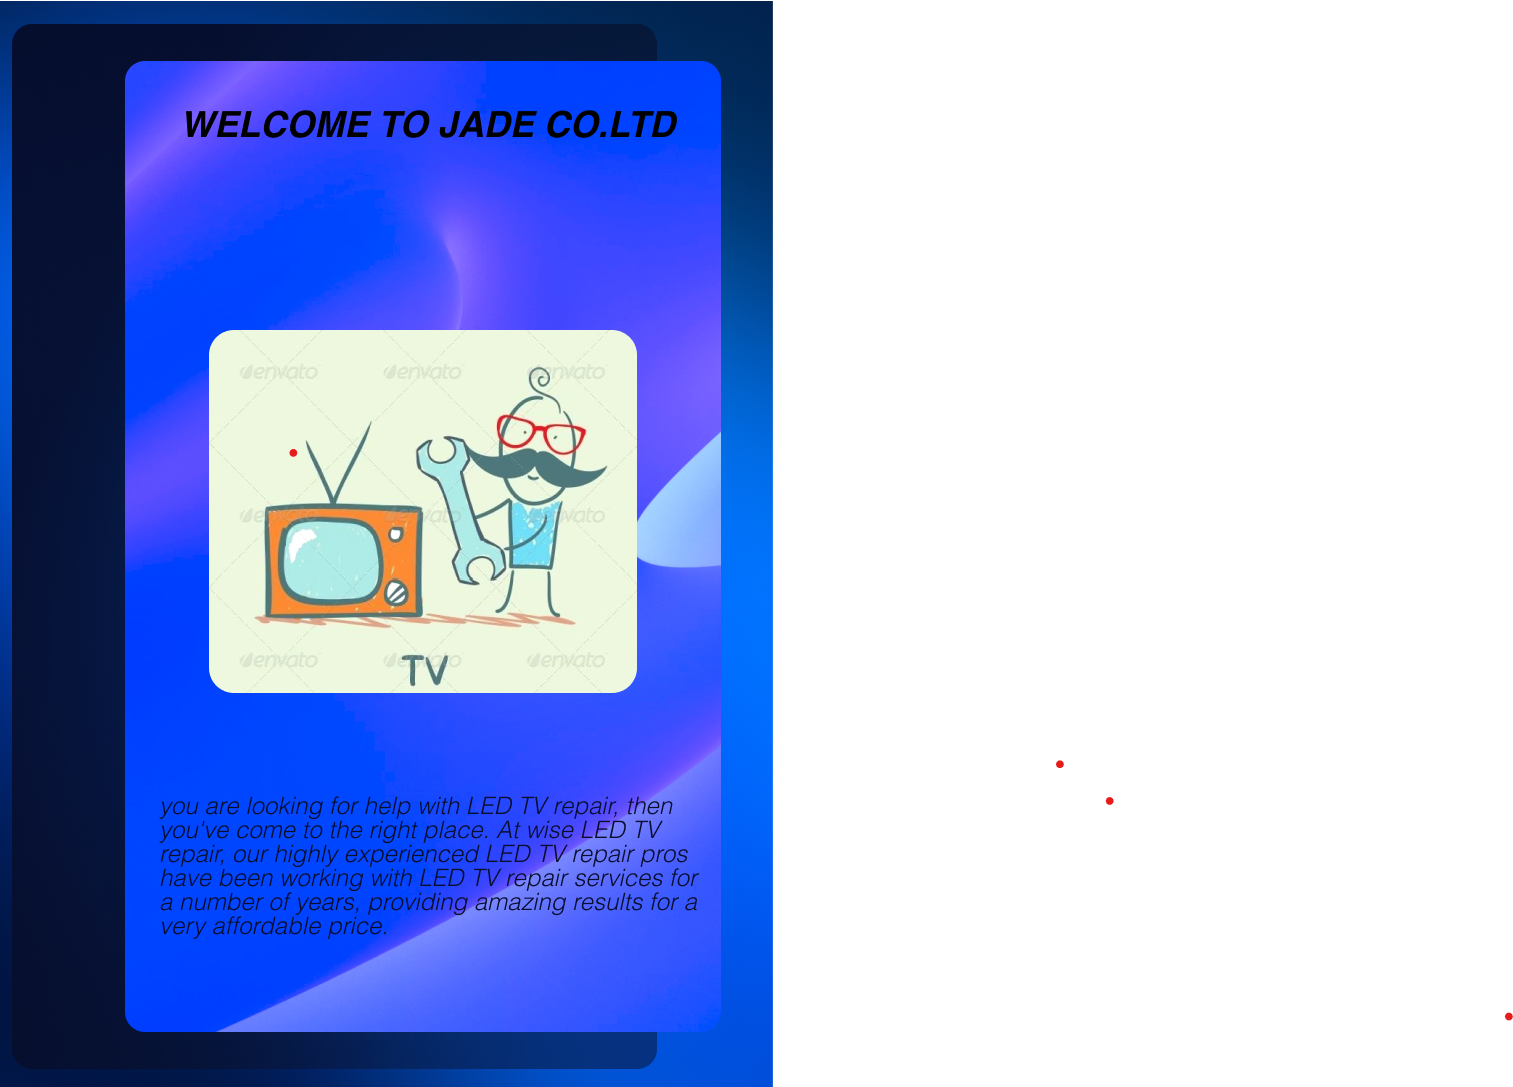 WELCOME TO JADE CO.LTD
envato envato envato
envato envato envato
envato envato envato
TV
you are looking for help with LED TV repair, then
you've come to the right place. At wise LED TV
repair, our highly experienced LED TV repair pros
have been working with LED TV repair services for
a number of years, providing amazing results for a
very affordable price.